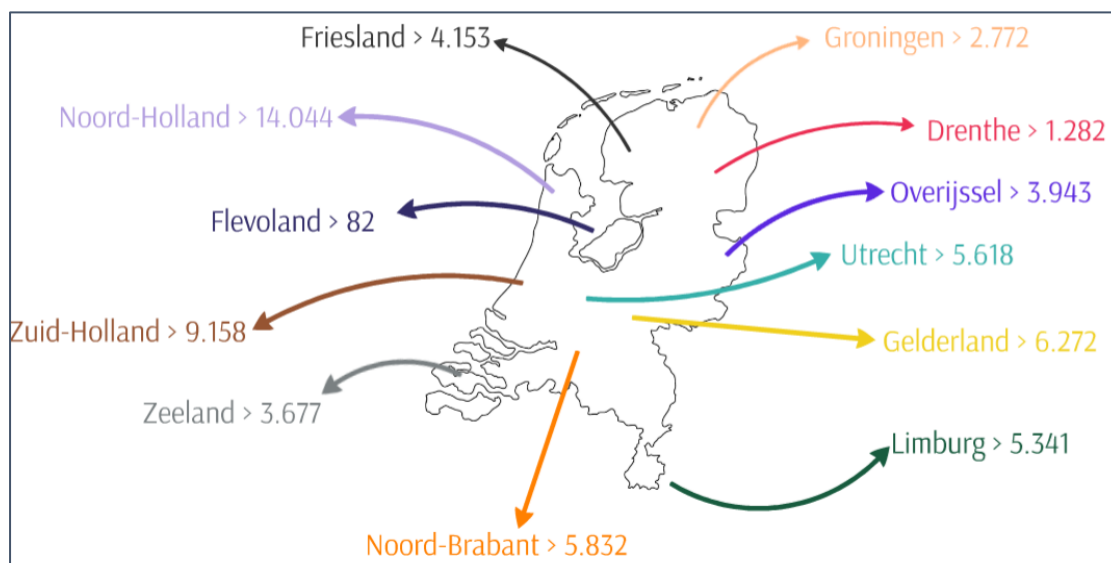 Friesland > 4.153
Groningen > 2.772
Noord-Holland > 14.044
Drenthe > 1.282
Overijssel > 3.943
Flevoland > 82
Utrecht > 5.618
Zuid-Holland > 9.158
Gelderland > 6.272
Zeeland > 3.677
Limburg > 5.341
Noord-Brabant > 5.832